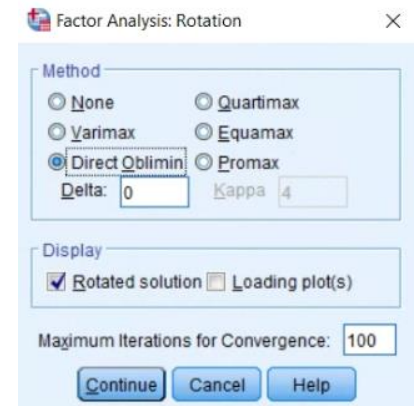 Factor Analysis: Rotation
Method
None Quartimax
Varimax Equamax
Direct Oblimin Promax
Delta: 0 Kappa 4
Display
Rotated solution Loading plot(s)
Maximum Iterations for Convergence: 100
Continue Cancel Help